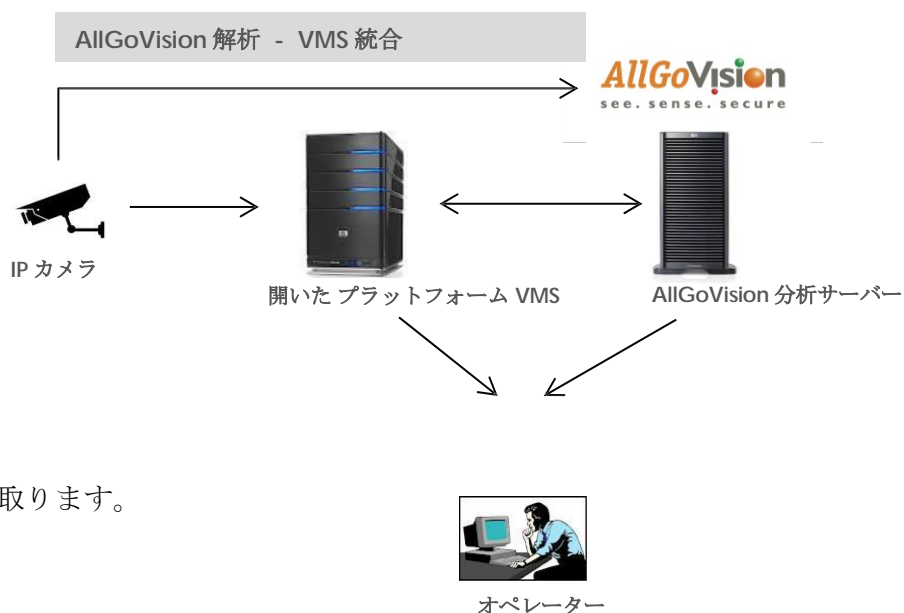 AllGoVision 解析 - VMS 統合
AllGoVision
see. sense. secure
IP カメラ
開いた プラットフォーム VMS
AllGoVision 分析サーバー
取ります。
オペレーター